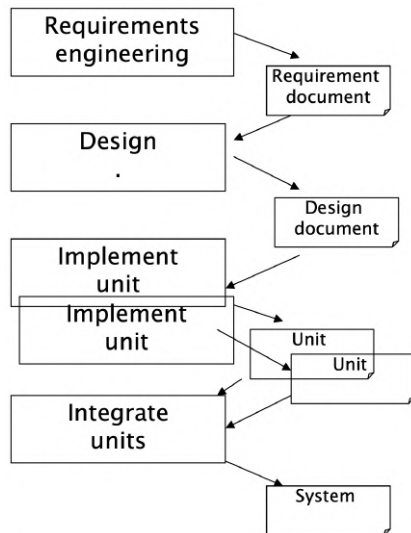 Requirements
engineering
Requirement
document
Design
.
Design
document
Implement
unit
Implement
unit
Unit
Unit
Integrate
units
System